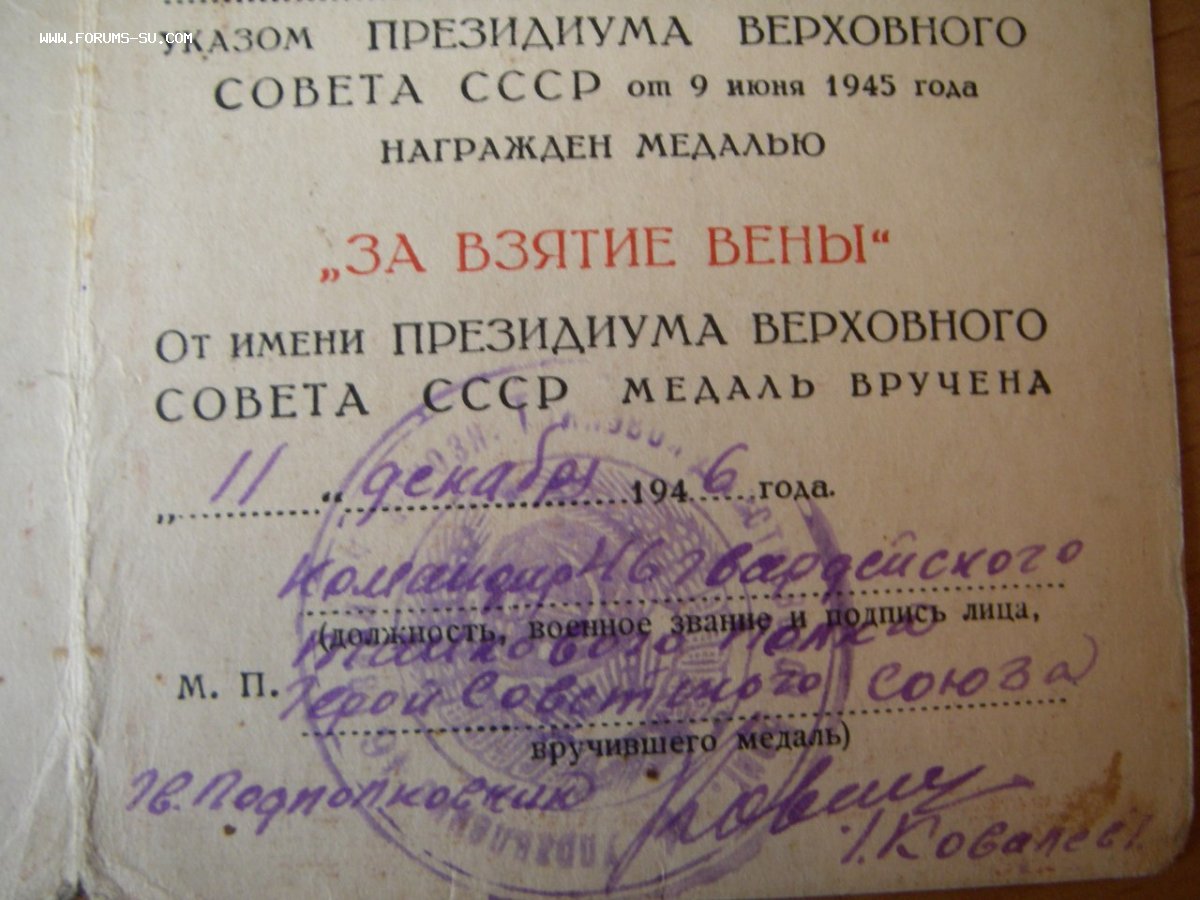 WWW.FORUMS-SU.COM
УКАЗОМ ПРЕЗИДИУМА ВЕРХОВНОГО
СОВЕТА СССР от 9 июня 1945 года
НАГРАЖДЕН МЕДАЛЬЮ
„ЗА ВЗЯТИЕ ВЕНЫ“
ОТ ИМЕНИ ПРЕЗИДИУМА ВЕРХОВНОГО
СОВЕТА СССР МЕДАЛЬ ВРУЧЕНА
„ 11 “ декабря 1946 года.
Командир 46 гвардейского
(должность, военное звание и подпись лица,
танкового полка
М. П. Герой Советского Союза
вручившего медаль)
гв. Подполковник